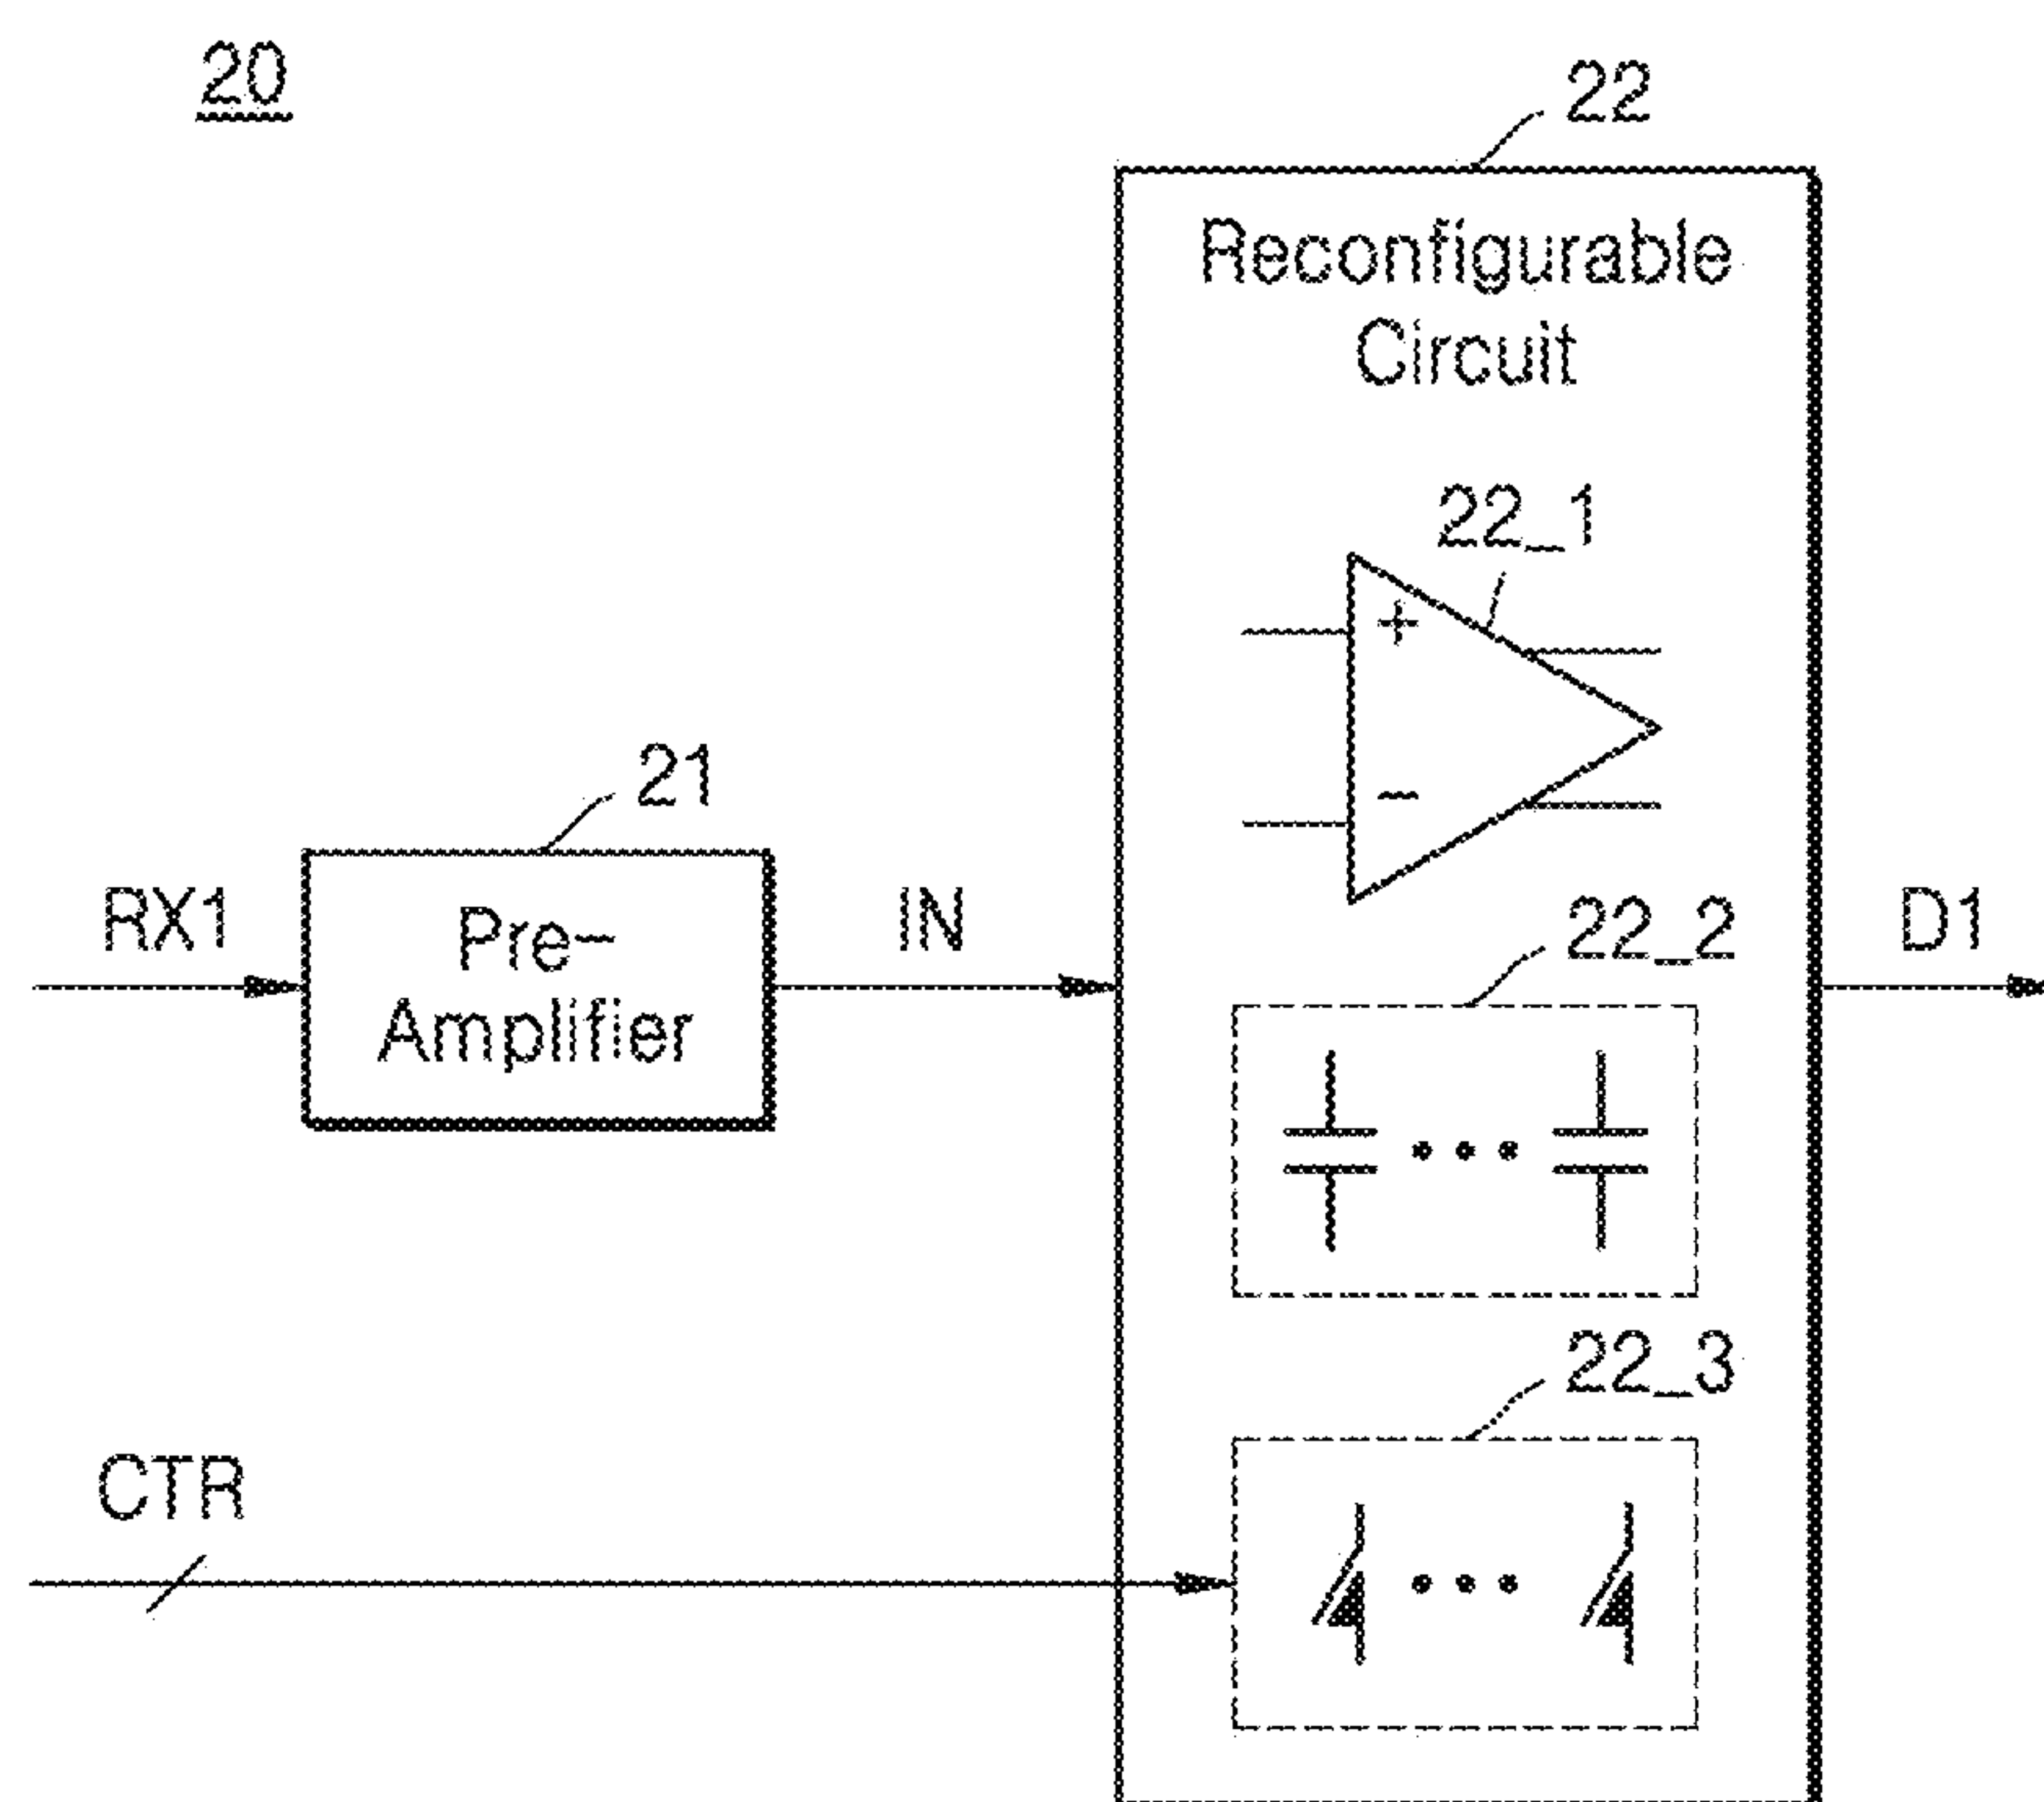 20
22
Reconfigurable
Circuit
22_1
+
−
21
RX1
Pre−
Amplifier
IN
22_2
D1
22_3
CTR